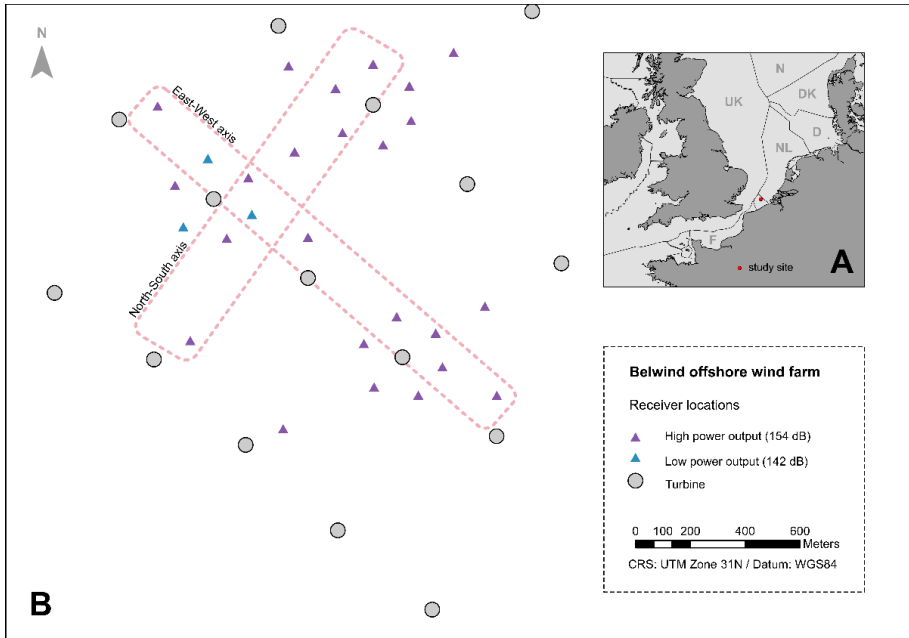 N
East-West axis
North-South axis
B
N
UK
DK
D
NL
F
study site
A
Belwind offshore wind farm
Receiver locations
High power output (154 dB)
Low power output (142 dB)
Turbine
0 100 200 400 600
Meters
CRS: UTM Zone 31N / Datum: WGS84